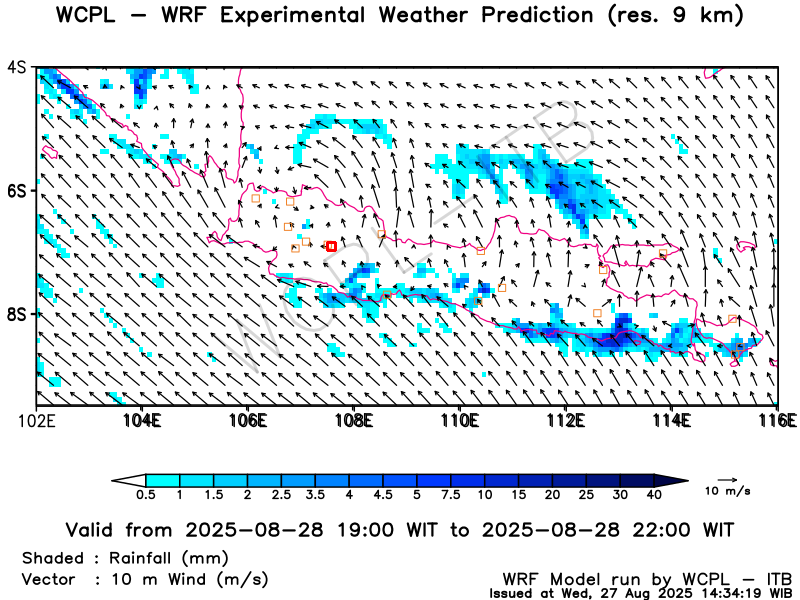 WCPL – WRF Experimental Weather Prediction (res. 9 km)
4S
6S
8S
WCPL-ITB
102E 104E 106E 108E 110E 112E 114E 116E
0.5 1 1.5 2 2.5 3.5 4.5 5 7.5 10 15 20 25 30 40
10 m/s
Valid from 2025-08-28 19:00 WIT to 2025-08-28 22:00 WIT
Shaded : Rainfall (mm)
Vector : 10 m Wind (m/s)
WRF Model run by WCPL – ITB
Issued at Wed, 27 Aug 2025 14:34:19 WIB